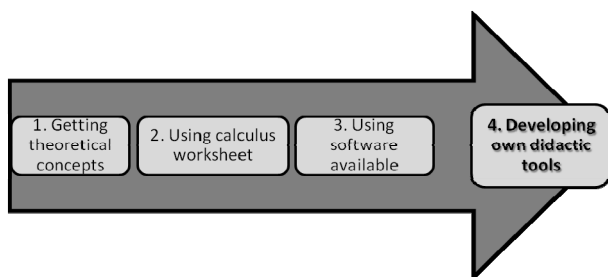 1. Getting
theoretical
concepts
2. Using calculus
worksheet
3. Using
software
available
4. Developing
own didactic
tools